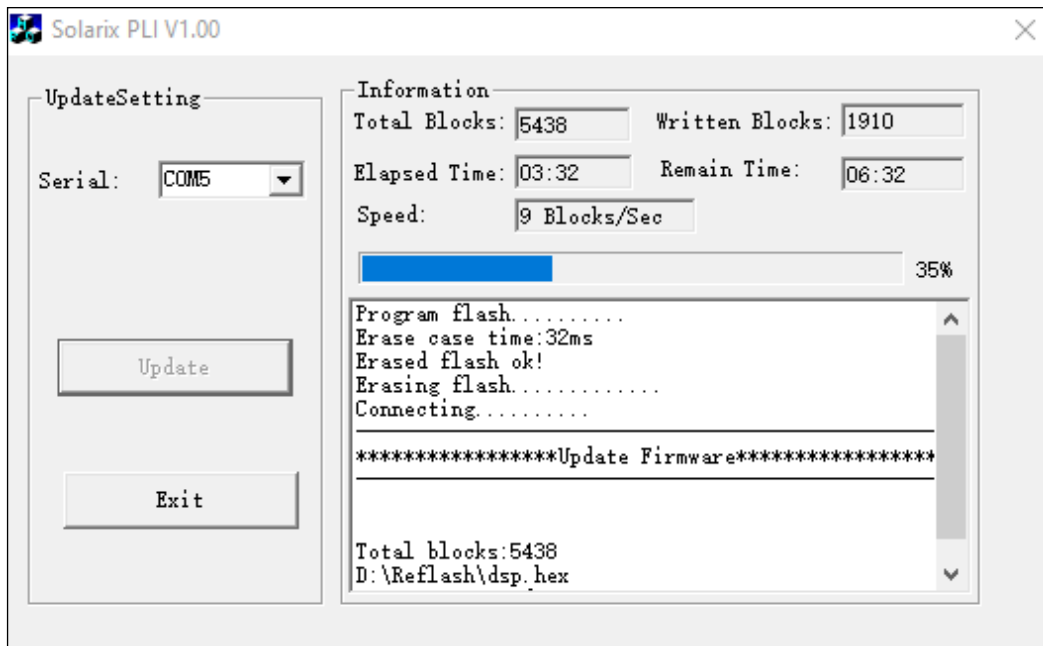 Solarix PLI V1.00
UpdateSetting
Serial: COM5
Update
Exit
Information
Total Blocks: 5438 Written Blocks: 1910
Elapsed Time: 03:32 Remain Time: 06:32
Speed: 9 Blocks/Sec
35%
Program flash..........
Erase case time:32ms
Erased flash ok!
Erasing flash.............
Connecting..........
*****************Update Firmware*****************
Total blocks:5438
D:\Reflash\dsp.hex